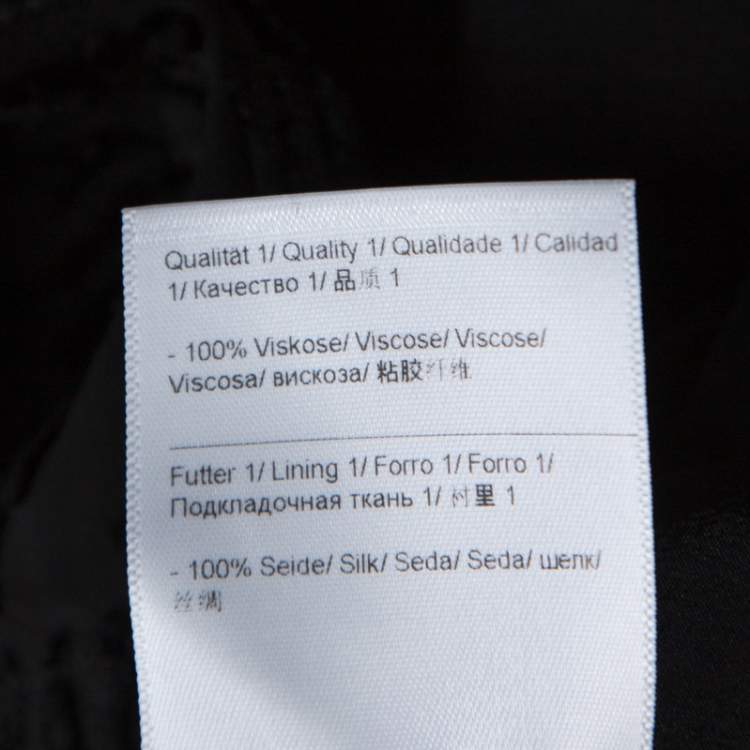 Qualität 1/ Quality 1/ Qualidade 1/ Calidad
1/ Качество 1/ 品质 1
- 100% Viskose/ Viscose/ Viscose/
Viscosa/ вискоза/ 粘胶纤维
Futter 1/ Lining 1/ Forro 1/ Forro 1/
Подкладочная ткань 1/ 衬里 1
- 100% Seide/ Silk/ Seda/ Seda/ шелк/
丝绸